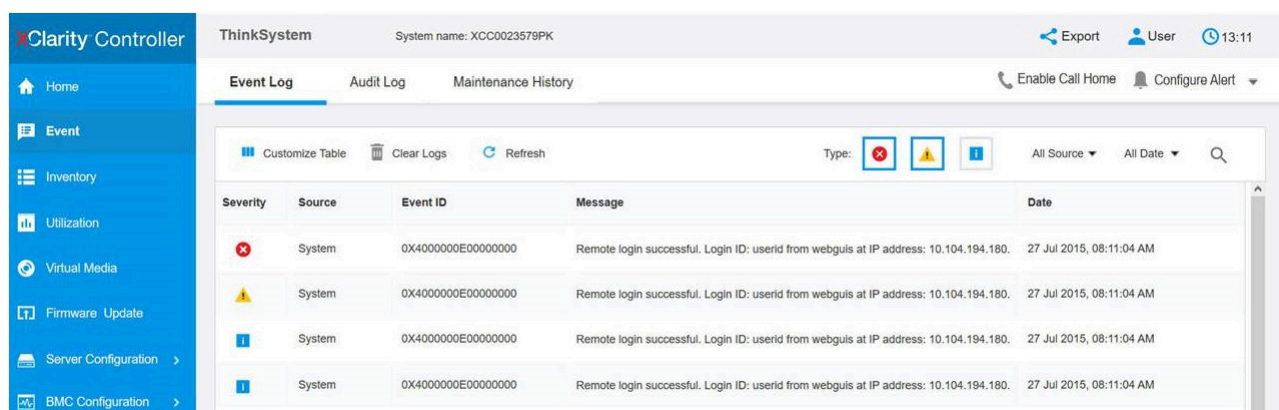 XClarity Controller
ThinkSystem System name: XCC0023579PK Export User 13:11
Home
Event Log Audit Log Maintenance History Enable Call Home Configure Alert
Event
Customize Table Clear Logs Refresh Type: All Source All Date
Inventory
Severity Source Event ID Message Date
Utilization
System 0X4000000E00000000 Remote login successful. Login ID: userid from webguis at IP address: 10.104.194.180. 27 Jul 2015, 08:11:04 AM
Virtual Media
System 0X4000000E00000000 Remote login successful. Login ID: userid from webguis at IP address: 10.104.194.180. 27 Jul 2015, 08:11:04 AM
Firmware Update
System 0X4000000E00000000 Remote login successful. Login ID: userid from webguis at IP address: 10.104.194.180. 27 Jul 2015, 08:11:04 AM
Server Configuration
System 0X4000000E00000000 Remote login successful. Login ID: userid from webguis at IP address: 10.104.194.180. 27 Jul 2015, 08:11:04 AM
BMC Configuration